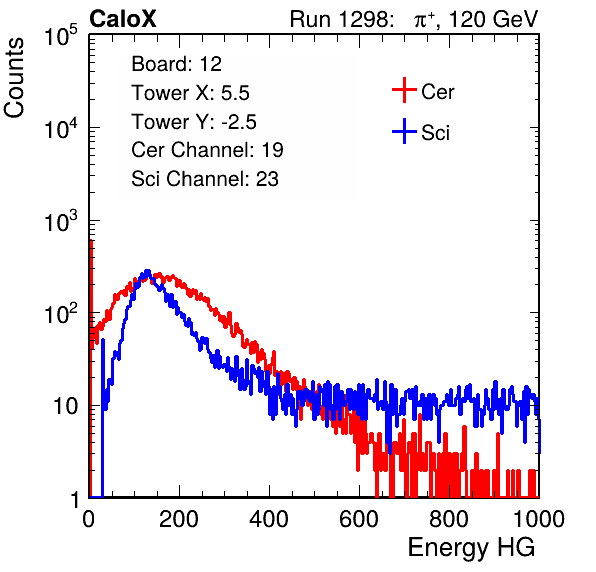 CaloX Run 1298: π⁺, 120 GeV
Counts
10⁵
10⁴
10³
10²
10
1
Board: 12
Tower X: 5.5
Tower Y: -2.5
Cer Channel: 19
Sci Channel: 23
Cer
Sci
0 200 400 600 800 1000
Energy HG